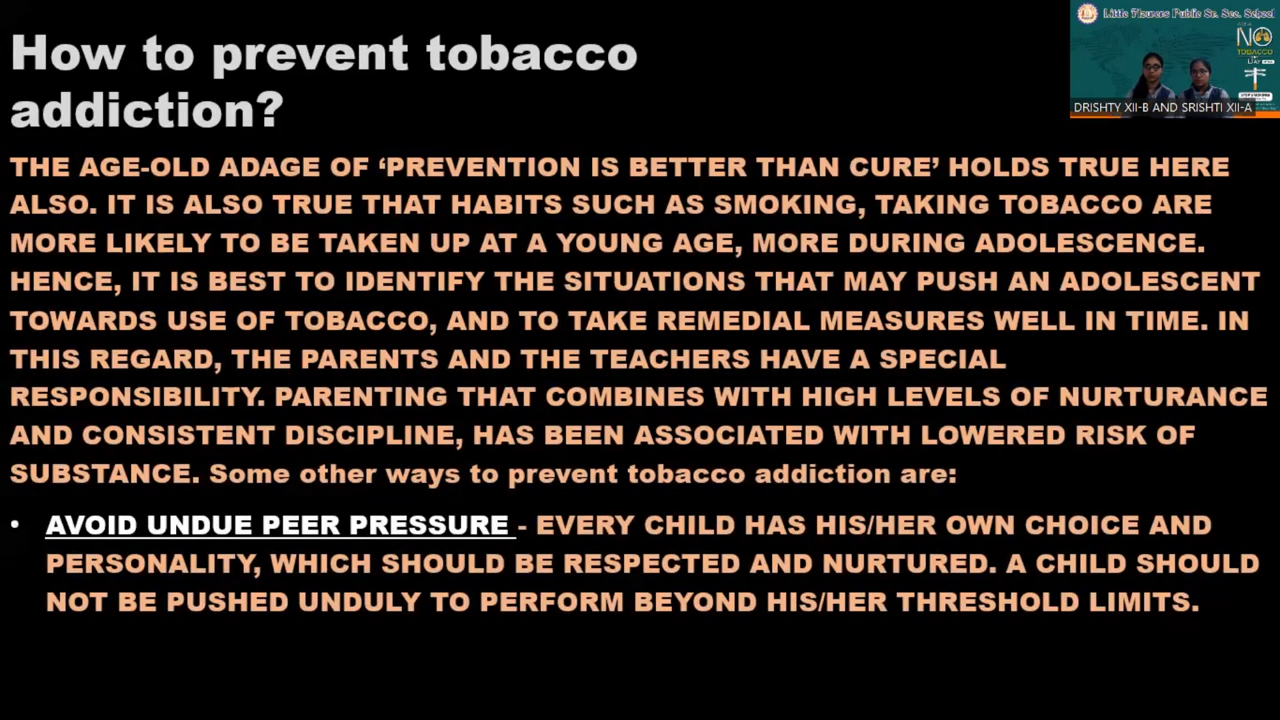 How to prevent tobacco
addiction?
THE AGE-OLD ADAGE OF ‘PREVENTION IS BETTER THAN CURE’ HOLDS TRUE HERE
ALSO. IT IS ALSO TRUE THAT HABITS SUCH AS SMOKING, TAKING TOBACCO ARE
MORE LIKELY TO BE TAKEN UP AT A YOUNG AGE, MORE DURING ADOLESCENCE.
HENCE, IT IS BEST TO IDENTIFY THE SITUATIONS THAT MAY PUSH AN ADOLESCENT
TOWARDS USE OF TOBACCO, AND TO TAKE REMEDIAL MEASURES WELL IN TIME. IN
THIS REGARD, THE PARENTS AND THE TEACHERS HAVE A SPECIAL
RESPONSIBILITY. PARENTING THAT COMBINES WITH HIGH LEVELS OF NURTURANCE
AND CONSISTENT DISCIPLINE, HAS BEEN ASSOCIATED WITH LOWERED RISK OF
SUBSTANCE. Some other ways to prevent tobacco addiction are:
• AVOID UNDUE PEER PRESSURE - EVERY CHILD HAS HIS/HER OWN CHOICE AND
PERSONALITY, WHICH SHOULD BE RESPECTED AND NURTURED. A CHILD SHOULD
NOT BE PUSHED UNDULY TO PERFORM BEYOND HIS/HER THRESHOLD LIMITS.
Little Flowers Public Sr. Sec. School
NO
TOBACCO
DAY
DRISHTY XII-B AND SRISHTI XII-A